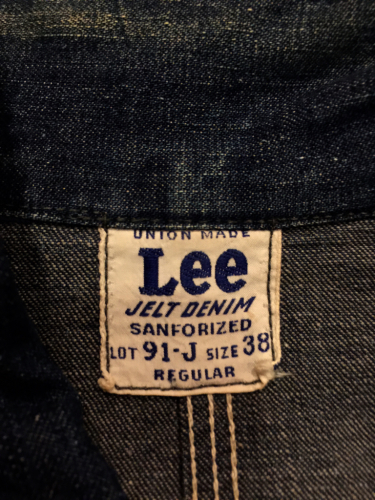 UNION MADE
Lee
JELT DENIM
SANFORIZED
LOT 91-J SIZE 38
REGULAR